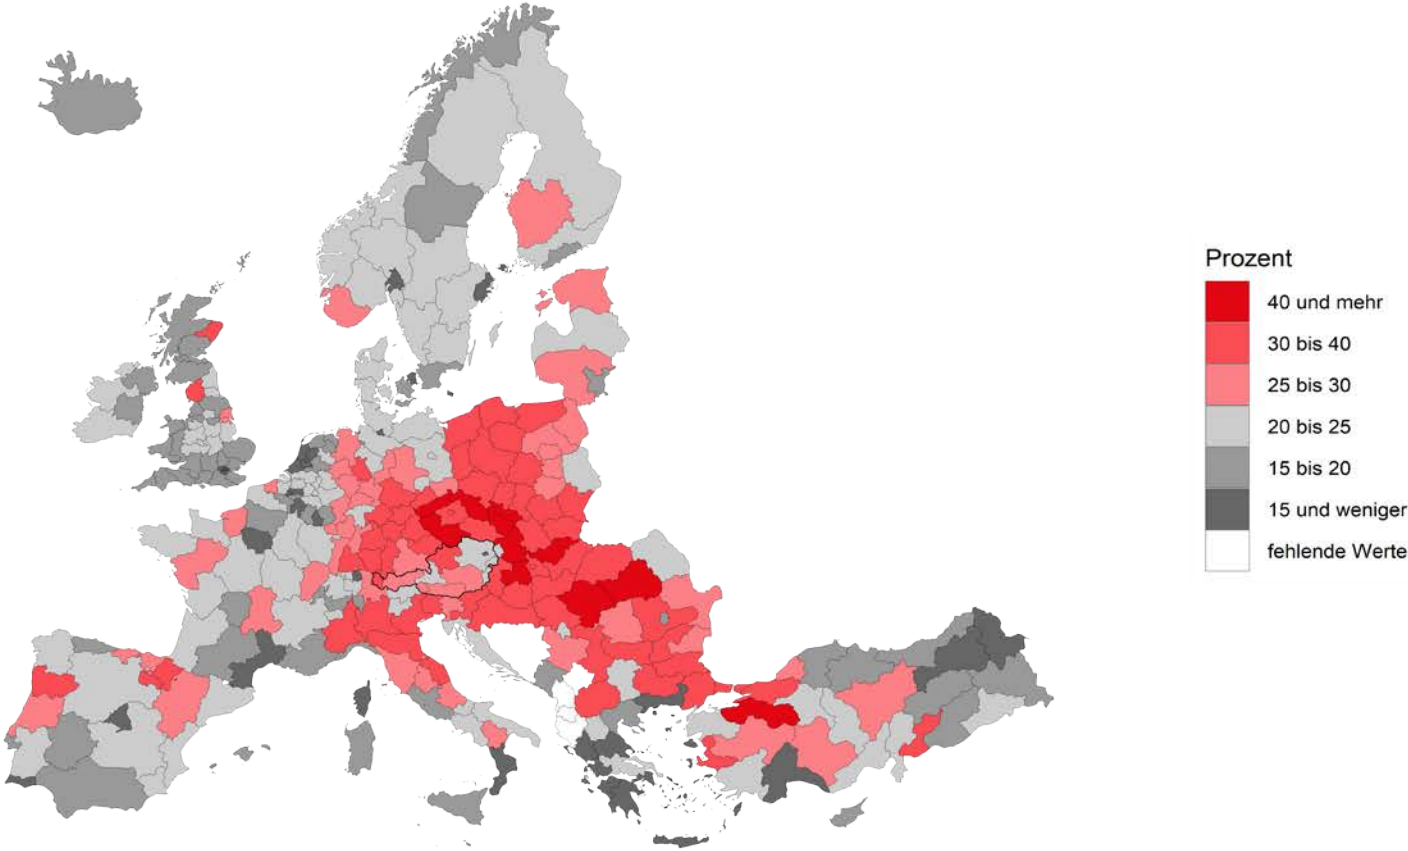 Prozent
40 und mehr
30 bis 40
25 bis 30
20 bis 25
15 bis 20
15 und weniger
fehlende Werte